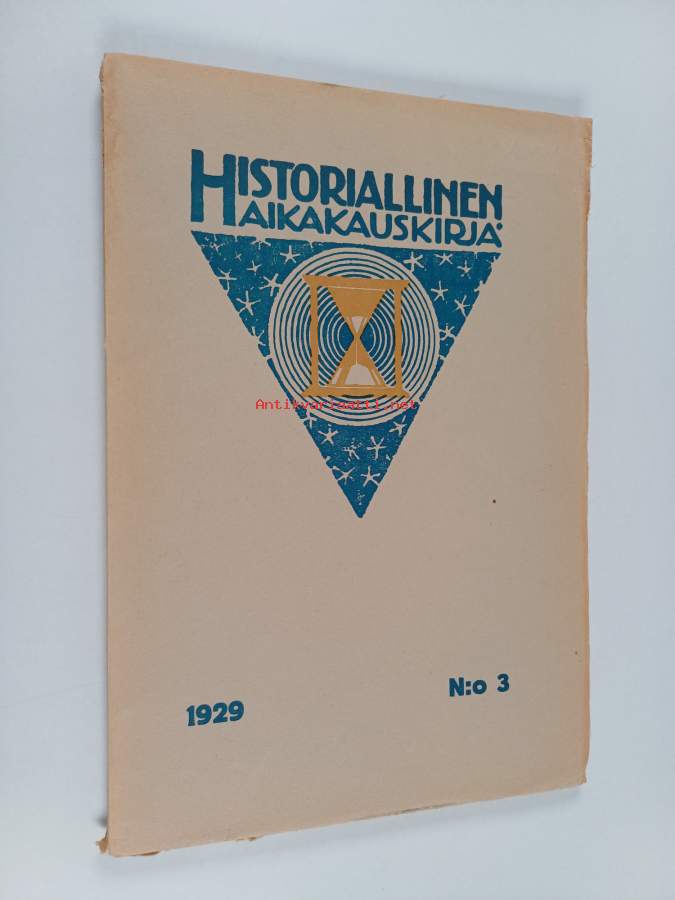 HISTORIALLINEN
AIKAKAUSKIRJA
Antikvariaatti.net
1929
N:o 3